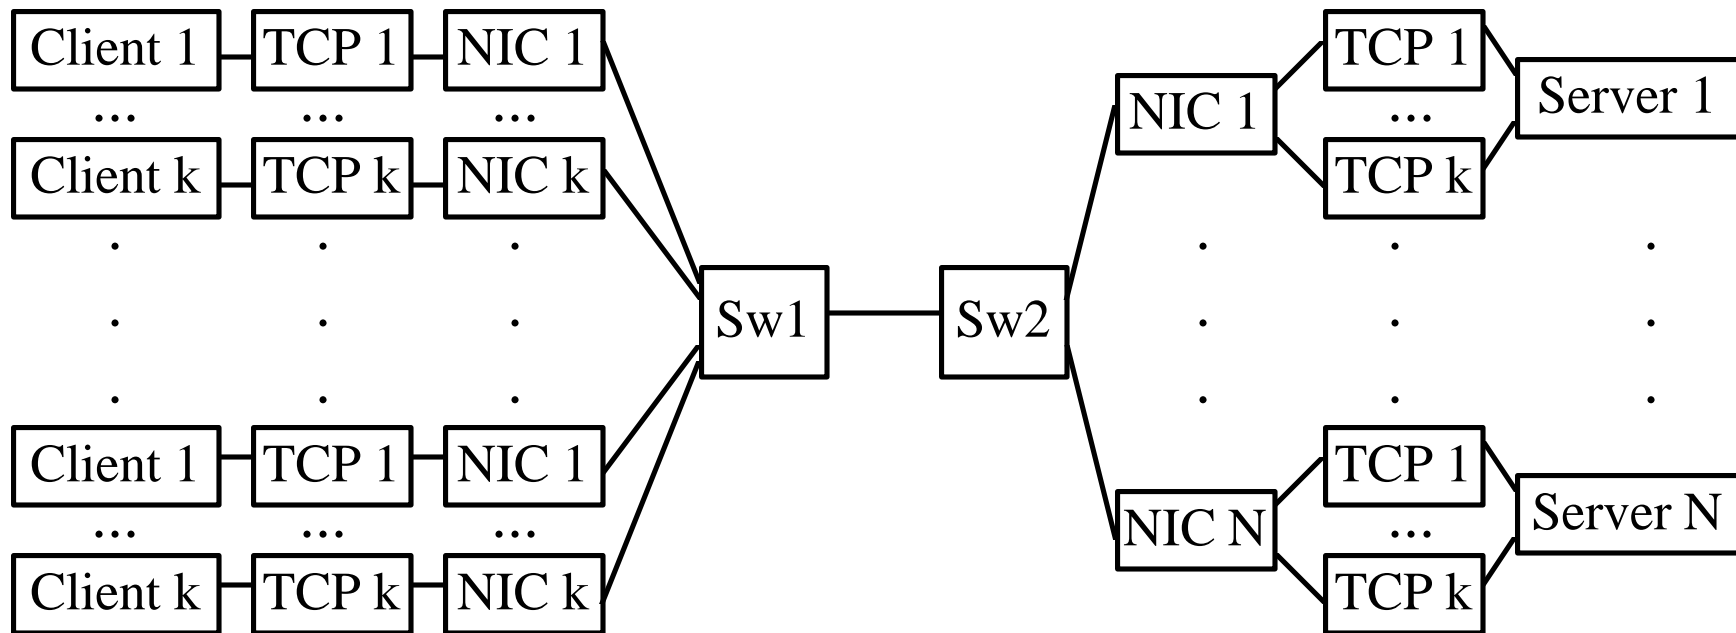 Client 1 TCP 1 NIC 1 TCP 1
... ... ... NIC 1 ... Server 1
Client k TCP k NIC k TCP k
. . . . . .
Sw1 Sw2
. . . . . .
. . . . . .
Client 1 TCP 1 NIC 1 TCP 1
... ... ... NIC N ... Server N
Client k TCP k NIC k TCP k